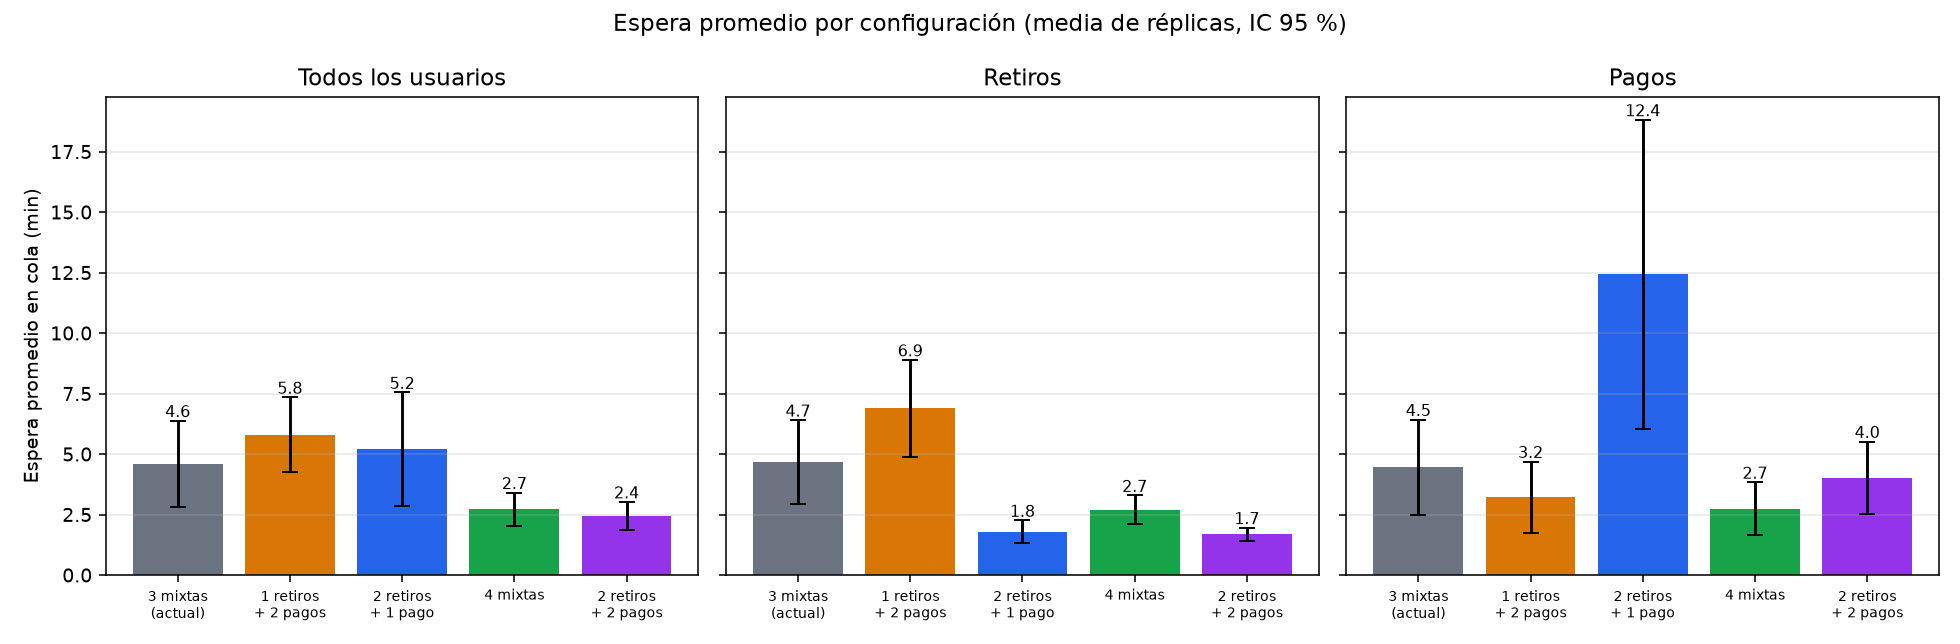 Espera promedio por configuración (media de réplicas, IC 95 %)
Todos los usuarios
Espera promedio en cola (min)
17.5
15.0
12.5
10.0
7.5
5.0
2.5
0.0
4.6
5.8
5.2
2.7
2.4
3 mixtas
(actual)
1 retiros
+ 2 pagos
2 retiros
+ 1 pago
4 mixtas
2 retiros
+ 2 pagos
Retiros
4.7
6.9
1.8
2.7
1.7
3 mixtas
(actual)
1 retiros
+ 2 pagos
2 retiros
+ 1 pago
4 mixtas
2 retiros
+ 2 pagos
Pagos
4.5
3.2
12.4
2.7
4.0
3 mixtas
(actual)
1 retiros
+ 2 pagos
2 retiros
+ 1 pago
4 mixtas
2 retiros
+ 2 pagos